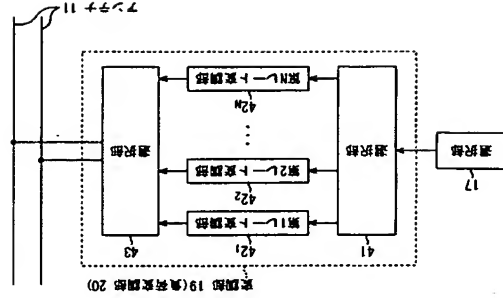 変調部 19(負荷変調部 20)
41
42₁
43
第1レート変調部
17
42₂
選択部
選択部
第2レート変調部
選択部
...
42N
第Nレート変調部
アンテナ 11